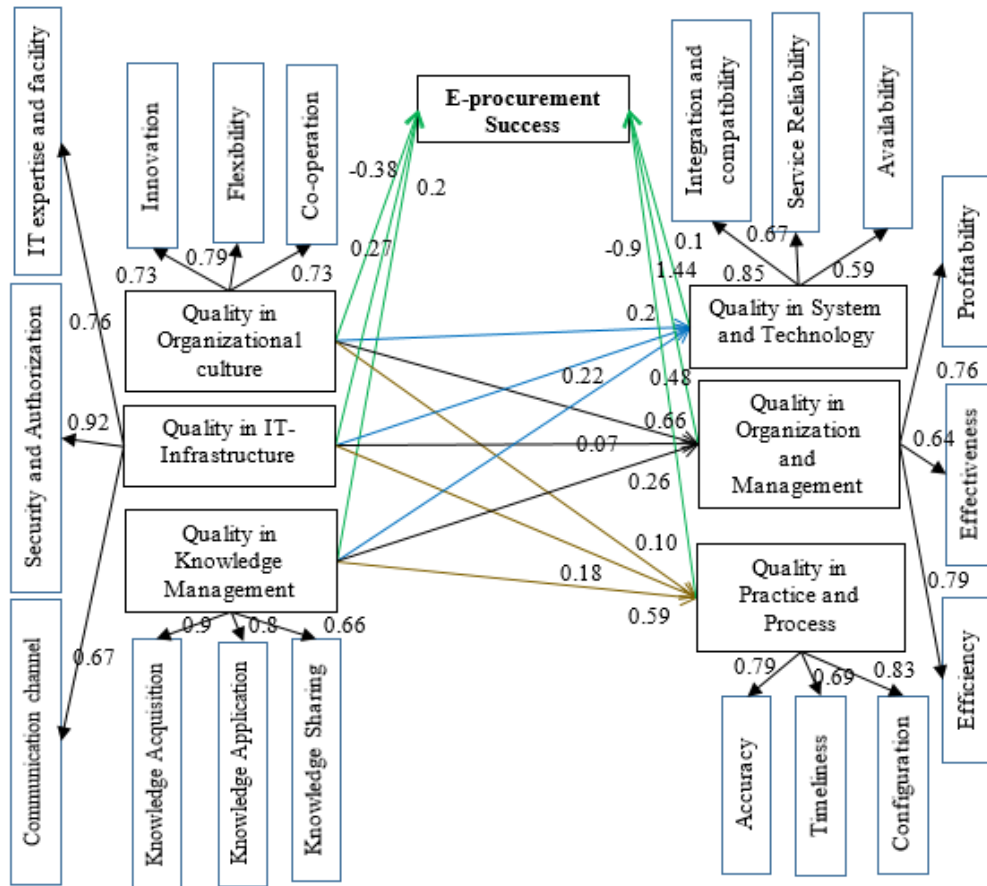 IT expertise and facility
Innovation
Flexibility
Co-operation
E-procurement
Success
Integration and
compatibility
Service Reliability
Availability
-0.38
0.2
0.27
0.1
-0.9
1.44
0.67
0.85
0.59
0.73
0.79
0.73
Profitability
Quality in
Organizational
culture
Quality in System
and Technology
0.2
0.76
0.22
0.48
0.76
Security and Authorization
0.92
Quality in IT-
Infrastructure
0.66
0.07
0.26
Quality in
Organization
and
Management
0.64
Effectiveness
Quality in
Knowledge
Management
0.10
0.18
0.59
Quality in
Practice and
Process
0.79
Efficiency
Communication channel
0.67
0.9
0.8
0.66
Knowledge Acquisition
Knowledge Application
Knowledge Sharing
0.79
0.69
0.83
Accuracy
Timeliness
Configuration